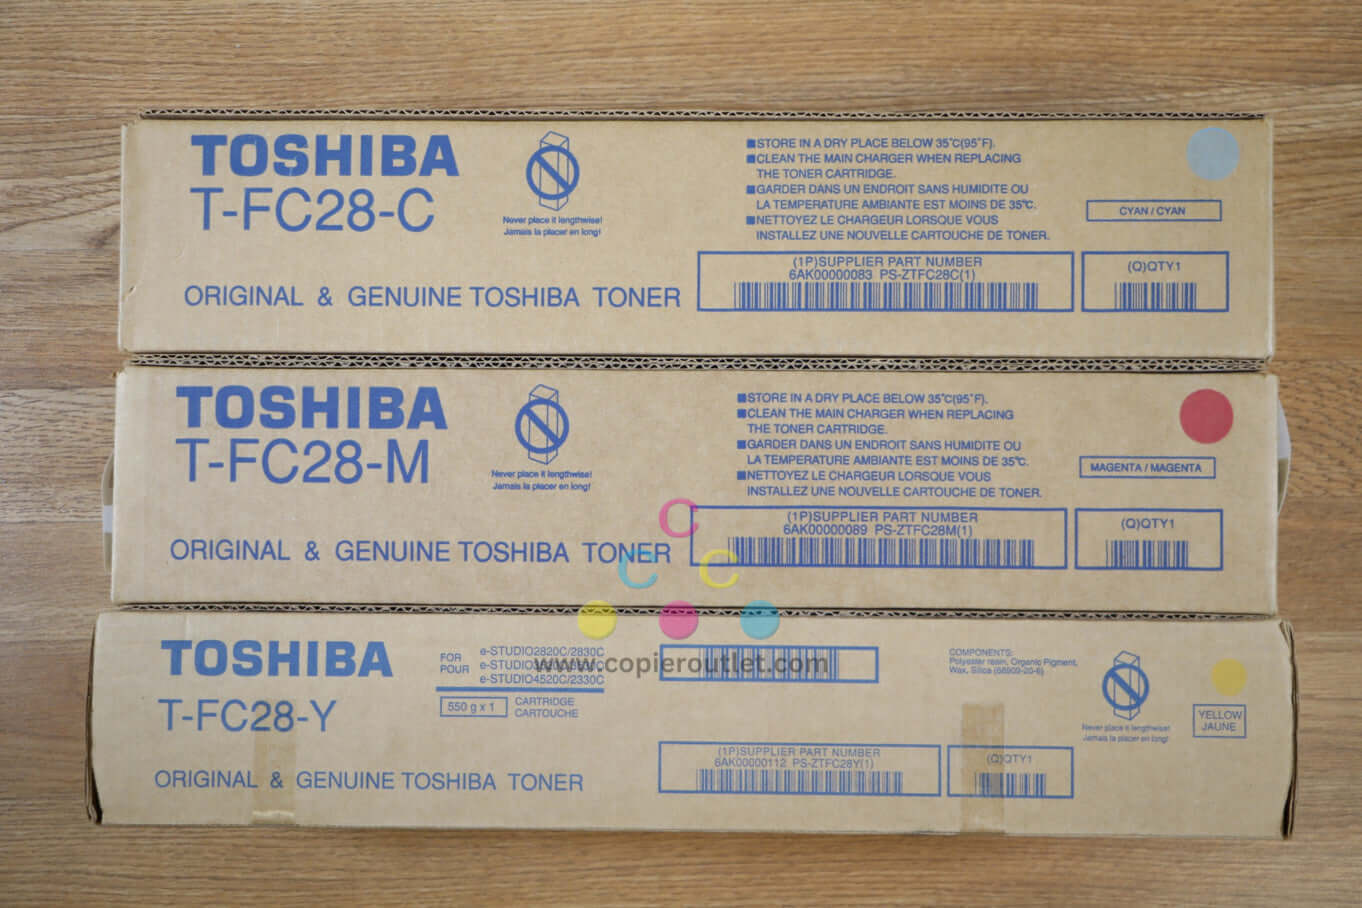 TOSHIBA
T-FC28-C
Never place it lengthwise!
Jamais la placer en long!
ORIGINAL & GENUINE TOSHIBA TONER
■STORE IN A DRY PLACE BELOW 35℃(95°F).
■CLEAN THE MAIN CHARGER WHEN REPLACING
THE TONER CARTRIDGE.
■GARDER DANS UN ENDROIT SANS HUMIDITE OU
LA TEMPERATURE AMBIANTE EST MOINS DE 35℃.
■NETTOYEZ LE CHARGEUR LORSQUE VOUS
INSTALLEZ UNE NOUVELLE CARTOUCHE DE TONER.
CYAN / CYAN
(1P)SUPPLIER PART NUMBER
6AK00000083 PS-ZTFC28C(1)
(Q)QTY1
TOSHIBA
T-FC28-M
Never place it lengthwise!
Jamais la placer en long!
ORIGINAL & GENUINE TOSHIBA TONER
■STORE IN A DRY PLACE BELOW 35℃(95°F).
■CLEAN THE MAIN CHARGER WHEN REPLACING
THE TONER CARTRIDGE.
■GARDER DANS UN ENDROIT SANS HUMIDITE OU
LA TEMPERATURE AMBIANTE EST MOINS DE 35℃.
■NETTOYEZ LE CHARGEUR LORSQUE VOUS
INSTALLEZ UNE NOUVELLE CARTOUCHE DE TONER.
MAGENTA / MAGENTA
(1P)SUPPLIER PART NUMBER
6AK00000089 PS-ZTFC28M(1)
(Q)QTY1
C
C C
www.copieroutlet.com
TOSHIBA
T-FC28-Y
ORIGINAL & GENUINE TOSHIBA TONER
FOR
POUR
e-STUDIO2820C/2830C
e-STUDIO4520C/2330C
550 g x 1
CARTRIDGE
CARTOUCHE
COMPONENTS:
Polyester resin, Organic Pigment,
Wax, Silica (68909-20-6)
Never place it lengthwise!
Jamais la placer en long!
YELLOW
JAUNE
(1P)SUPPLIER PART NUMBER
6AK00000112 PS-ZTFC28Y(1)
(Q)QTY1